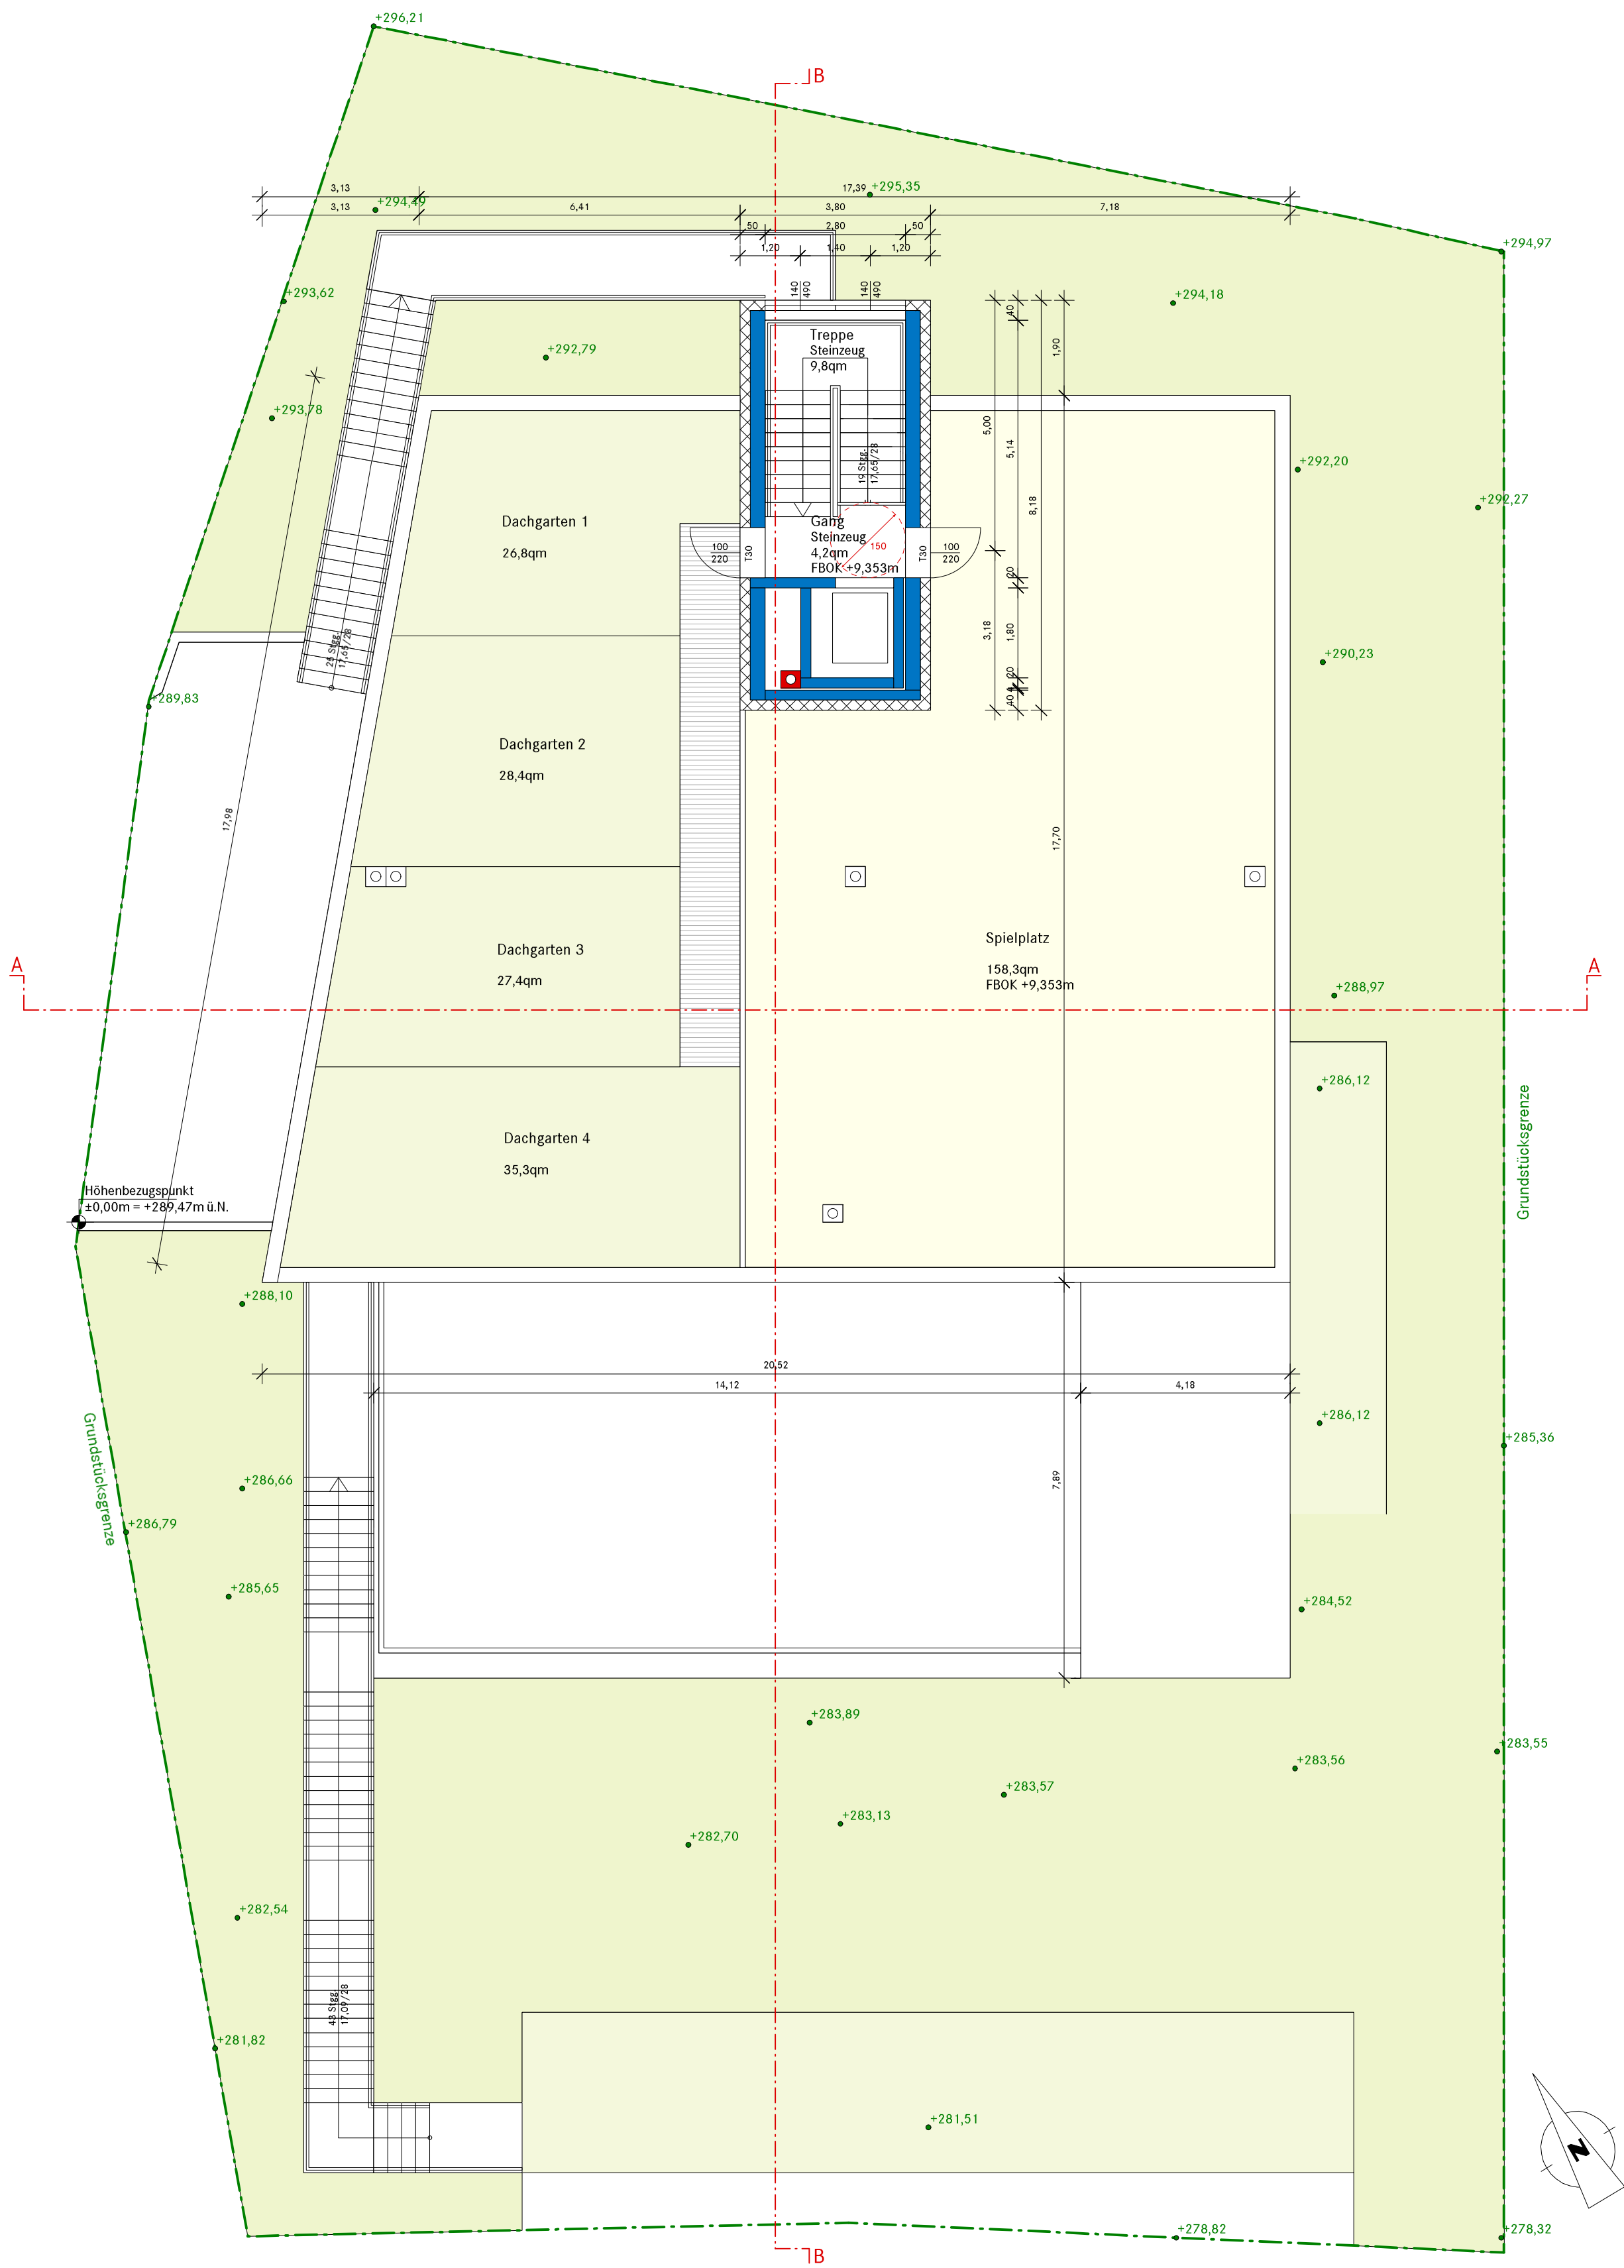 +296,21
B
3,13
17,39
+295,35
+294,49
3,13
6,41
3,80
7,18
50
2,80
50
1,20
1,40
1,20
+294,97
+293,62
140
490
140
490
+294,18
40
1,90
Treppe
Steinzeug
9,8qm
+292,79
+293,78
5,00
5,14
8,18
19 Stgg.
17,65/28
+292,20
+292,27
Dachgarten 1
26,8qm
Gang
Steinzeug
4,2qm
FBOK +9,353m
150
100
220
T30
T30
100
220
20
3,18
1,80
20
4
40
25 Stgg.
17,65/28
+290,23
+289,83
Dachgarten 2
28,4qm
17,98
17,70
Dachgarten 3
27,4qm
Spielplatz
158,3qm
FBOK +9,353m
A
A
+288,97
+286,12
Grundstücksgrenze
Dachgarten 4
35,3qm
Höhenbezugspunkt
±0,00m = +289,47m ü.N.
+288,10
20,52
14,12
4,18
+286,12
+285,36
7,89
Grundstücksgrenze
+286,66
+286,79
+285,65
+284,52
+283,89
+283,55
+283,56
+283,57
+283,13
+282,70
+282,54
43 Stgg.
17,09/28
+281,82
+281,51
N
+278,82
+278,32
B